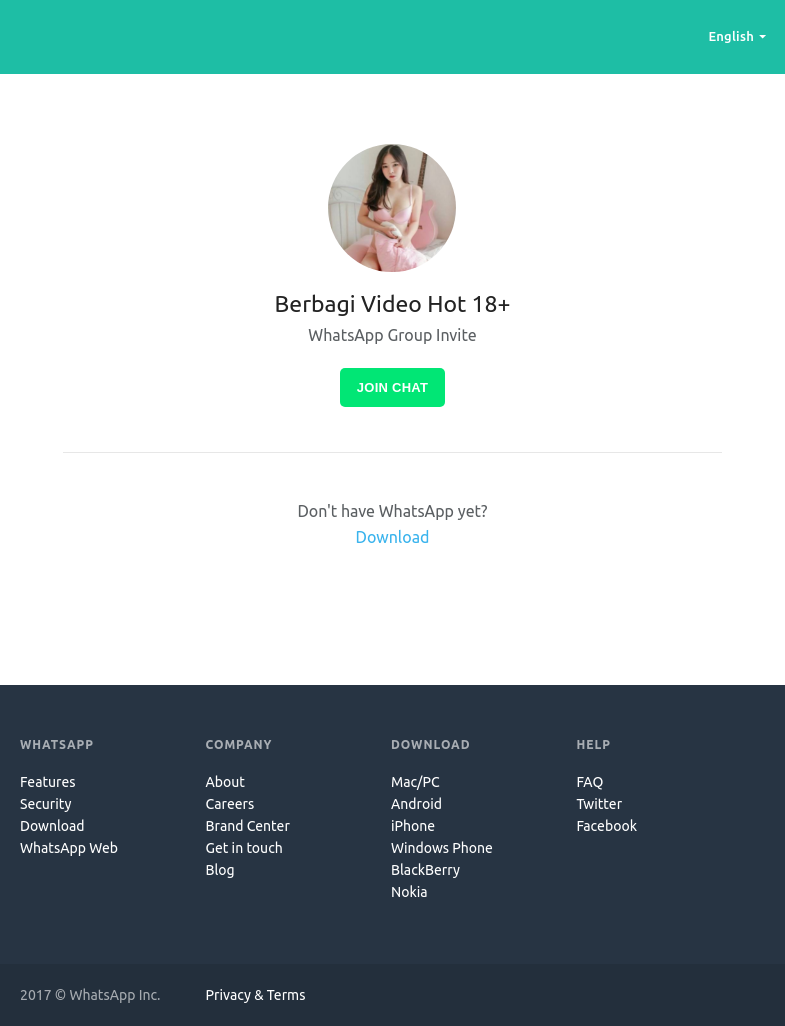 English
Berbagi Video Hot 18+
WhatsApp Group Invite
JOIN CHAT
Don't have WhatsApp yet?
Download
WHATSAPP
Features
Security
Download
WhatsApp Web
COMPANY
About
Careers
Brand Center
Get in touch
Blog
DOWNLOAD
Mac/PC
Android
iPhone
Windows Phone
BlackBerry
Nokia
HELP
FAQ
Twitter
Facebook
2017 © WhatsApp Inc.
Privacy & Terms